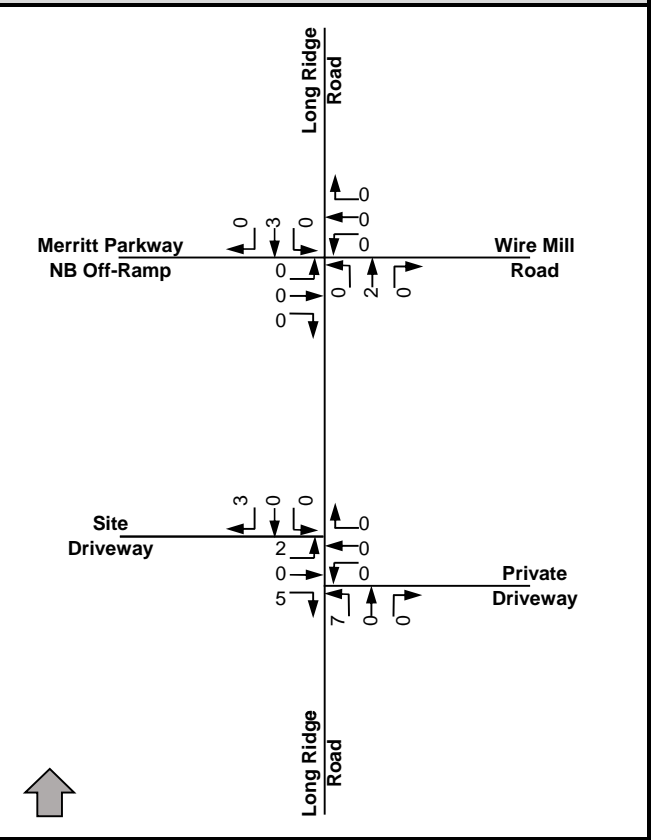 Long Ridge
Road
0
0
0
0 3 0
Merritt Parkway
NB Off-Ramp
Wire Mill
Road
0
0
0
0 2 0
3 0 0
0
0
0
Site
Driveway
2
0
5
Private
Driveway
7 0 0
Long Ridge
Road